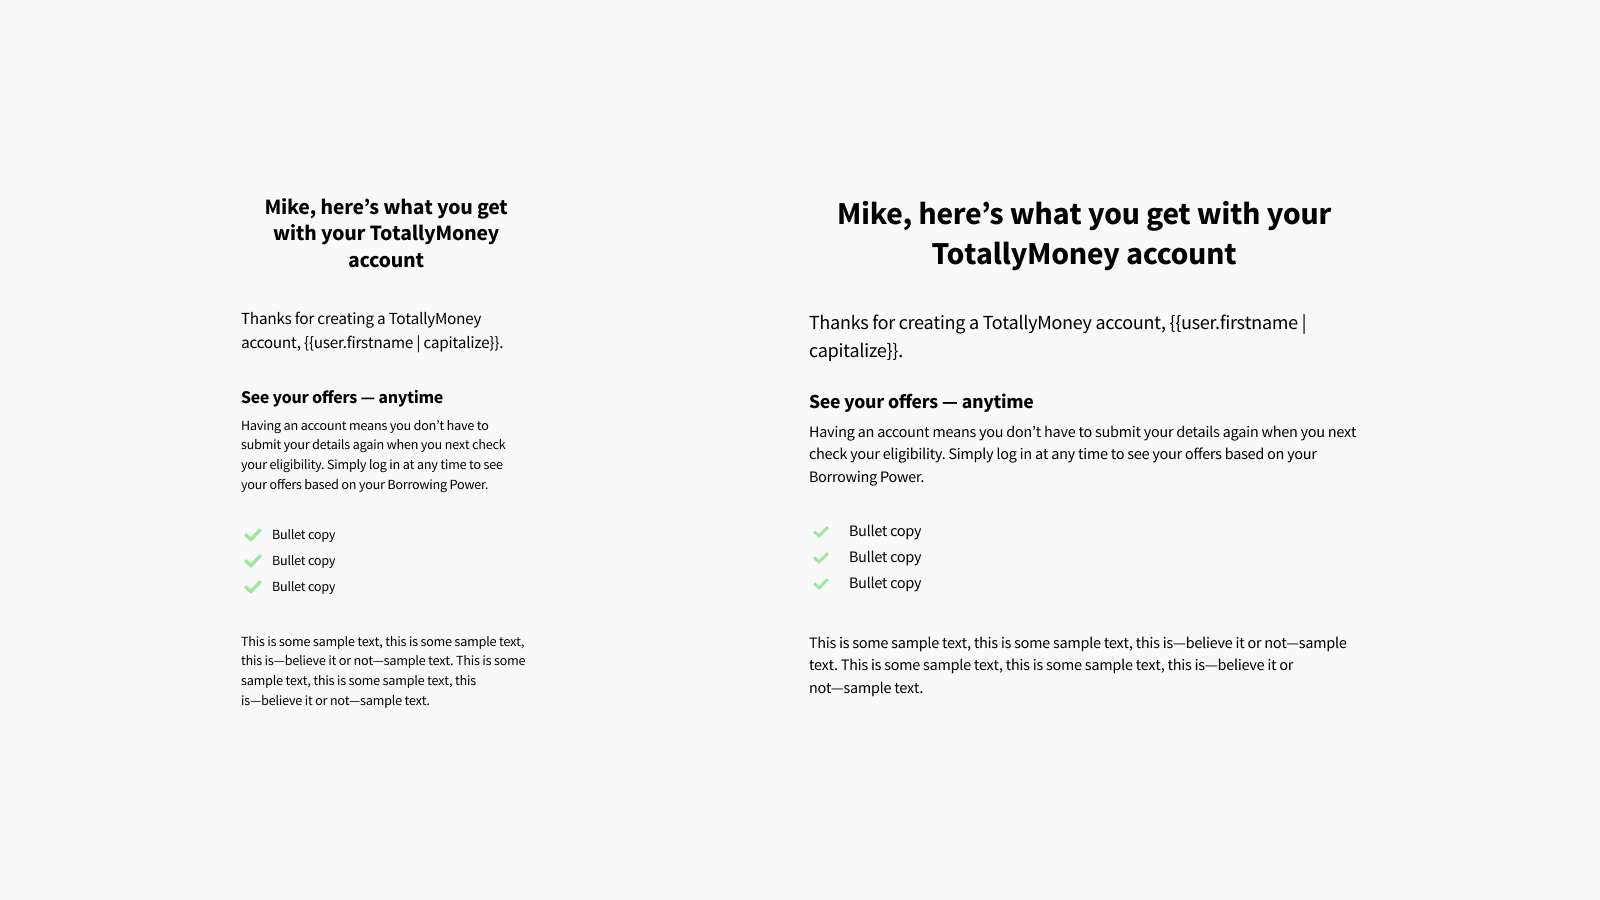 Mike, here’s what you get
with your TotallyMoney
account
Thanks for creating a TotallyMoney
account, {{user.firstname | capitalize}}.
See your offers — anytime
Having an account means you don’t have to
submit your details again when you next check
your eligibility. Simply log in at any time to see
your offers based on your Borrowing Power.
Bullet copy
Bullet copy
Bullet copy
This is some sample text, this is some sample text,
this is—believe it or not—sample text. This is some
sample text, this is some sample text, this
is—believe it or not—sample text.
Mike, here’s what you get with your
TotallyMoney account
Thanks for creating a TotallyMoney account, {{user.firstname |
capitalize}}.
See your offers — anytime
Having an account means you don’t have to submit your details again when you next
check your eligibility. Simply log in at any time to see your offers based on your
Borrowing Power.
Bullet copy
Bullet copy
Bullet copy
This is some sample text, this is some sample text, this is—believe it or not—sample
text. This is some sample text, this is some sample text, this is—believe it or
not—sample text.